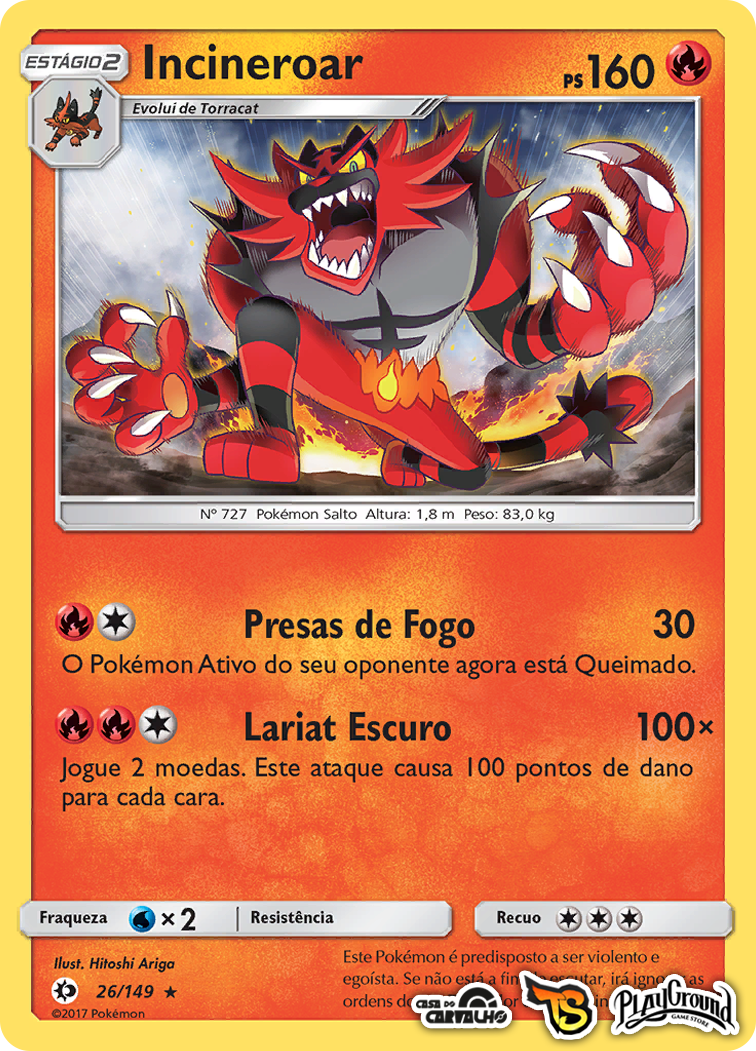 ESTÁGIO 2
Incineroar
PS 160
Evolui de Torracat
Nº 727 Pokémon Salto Altura: 1,8 m Peso: 83,0 kg
Presas de Fogo 30
O Pokémon Ativo do seu oponente agora está Queimado.
Lariat Escuro 100×
Jogue 2 moedas. Este ataque causa 100 pontos de dano
para cada cara.
Fraqueza × 2 Resistência Recuo
Ilust. Hitoshi Ariga
26/149
©2017 Pokémon
Este Pokémon é predisposto a ser violento e
egoísta. Se não está a fim de escutar, irá as
ordens
CASA DO
CARVALHO
TS
PLAYGROUND
GAME STORE